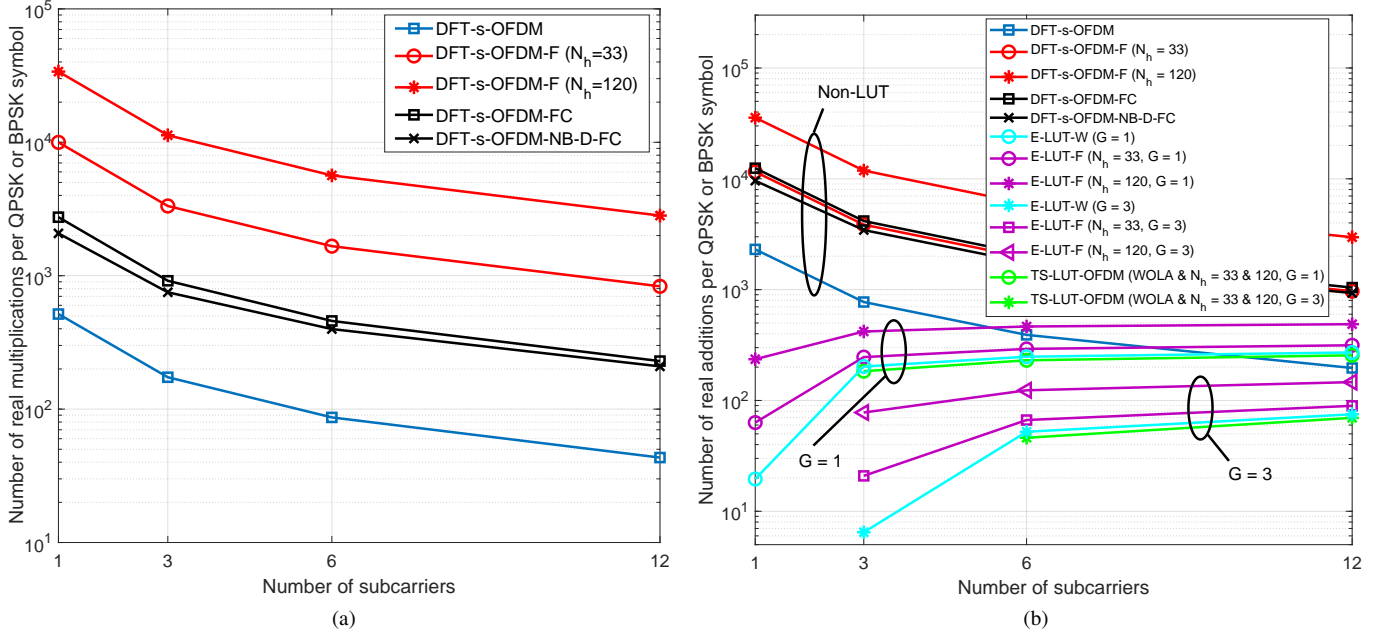 Number of real multiplications per QPSK or BPSK symbol
10^5
10^4
10^3
10^2
10^1
DFT-s-OFDM
DFT-s-OFDM-F (N_h=33)
DFT-s-OFDM-F (N_h=120)
DFT-s-OFDM-FC
DFT-s-OFDM-NB-D-FC
1 3 6 12
Number of subcarriers
(a)
Number of real additions per QPSK or BPSK symbol
10^5
10^4
10^3
10^2
10^1
DFT-s-OFDM
DFT-s-OFDM-F (N_h = 33)
DFT-s-OFDM-F (N_h = 120)
DFT-s-OFDM-FC
DFT-s-OFDM-NB-D-FC
E-LUT-W (G = 1)
E-LUT-F (N_h = 33, G = 1)
E-LUT-F (N_h = 120, G = 1)
E-LUT-W (G = 3)
E-LUT-F (N_h = 33, G = 3)
E-LUT-F (N_h = 120, G = 3)
TS-LUT-OFDM (WOLA & N_h = 33 & 120, G = 1)
TS-LUT-OFDM (WOLA & N_h = 33 & 120, G = 3)
Non-LUT
G = 1
G = 3
1 3 6 12
Number of subcarriers
(b)